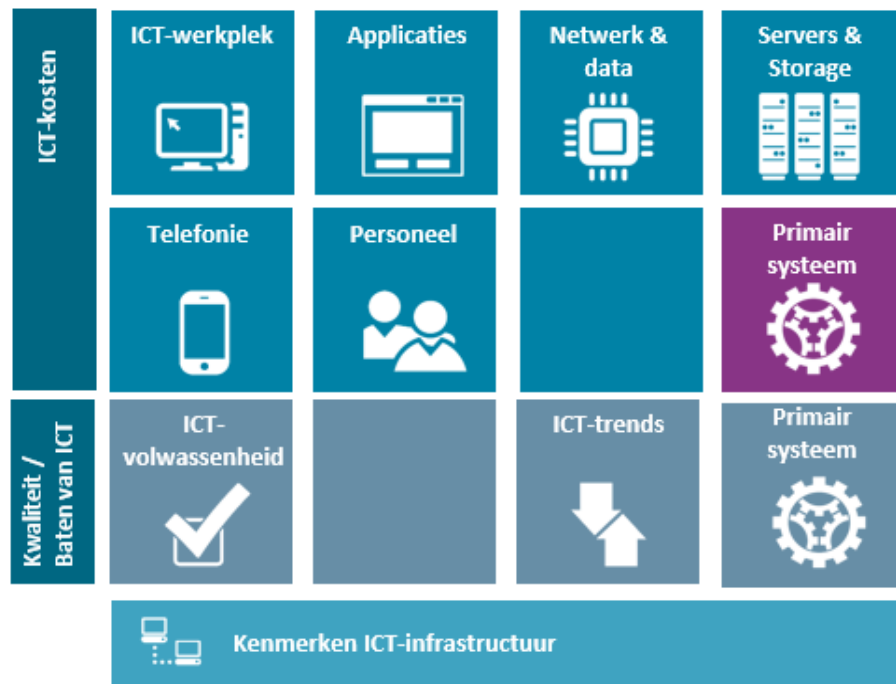 ICT-kosten
ICT-werkplek
Applicaties
Netwerk &
data
Servers &
Storage
Telefonie
Personeel
Primair
systeem
Kwaliteit /
Baten van ICT
ICT-
volwassenheid
ICT-trends
Primair
systeem
Kenmerken ICT-infrastructuur